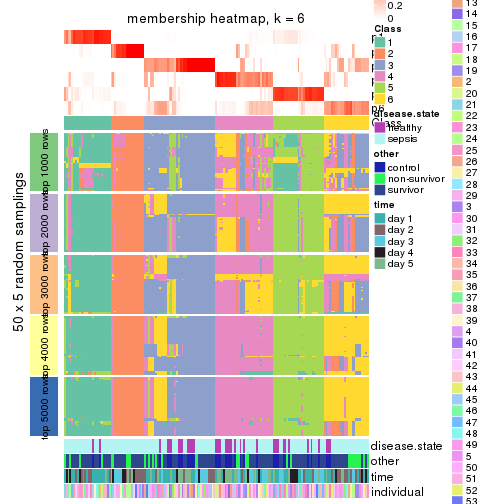 membership heatmap, k = 6
50 x 5 random samplings
top 1000 rows
top 2000 rows
top 3000 rows
top 4000 rows
top 5000 rows
p1
p6
Class
disease.state
other
time
individual
0.2
0
Class
1
2
3
4
5
6
disease.state
healthy
sepsis
other
control
non-survivor
survivor
time
day 1
day 2
day 3
day 4
day 5
13
14
15
16
17
18
19
2
20
21
22
23
24
25
26
27
28
29
3
30
31
32
33
34
35
36
37
38
39
4
40
41
42
43
44
45
46
47
48
49
5
50
51
52
53